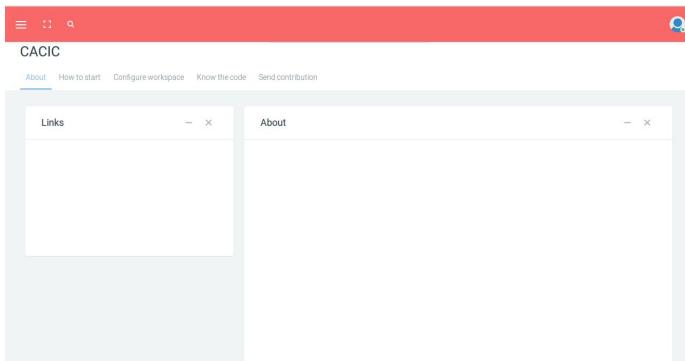 CACIC
About How to start Configure workspace Know the code Send contribution
Links
About